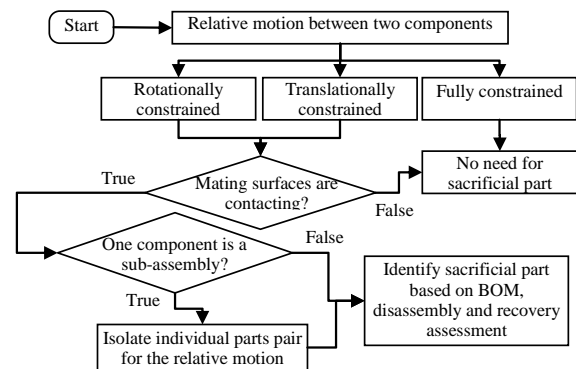 Start
Relative motion between two components
Rotationally
constrained
Translationally
constrained
Fully constrained
True
Mating surfaces are
contacting?
False
No need for
sacrificial part
One component is a
sub-assembly?
False
True
Identify sacrificial part
based on BOM,
disassembly and recovery
assessment
Isolate individual parts pair
for the relative motion